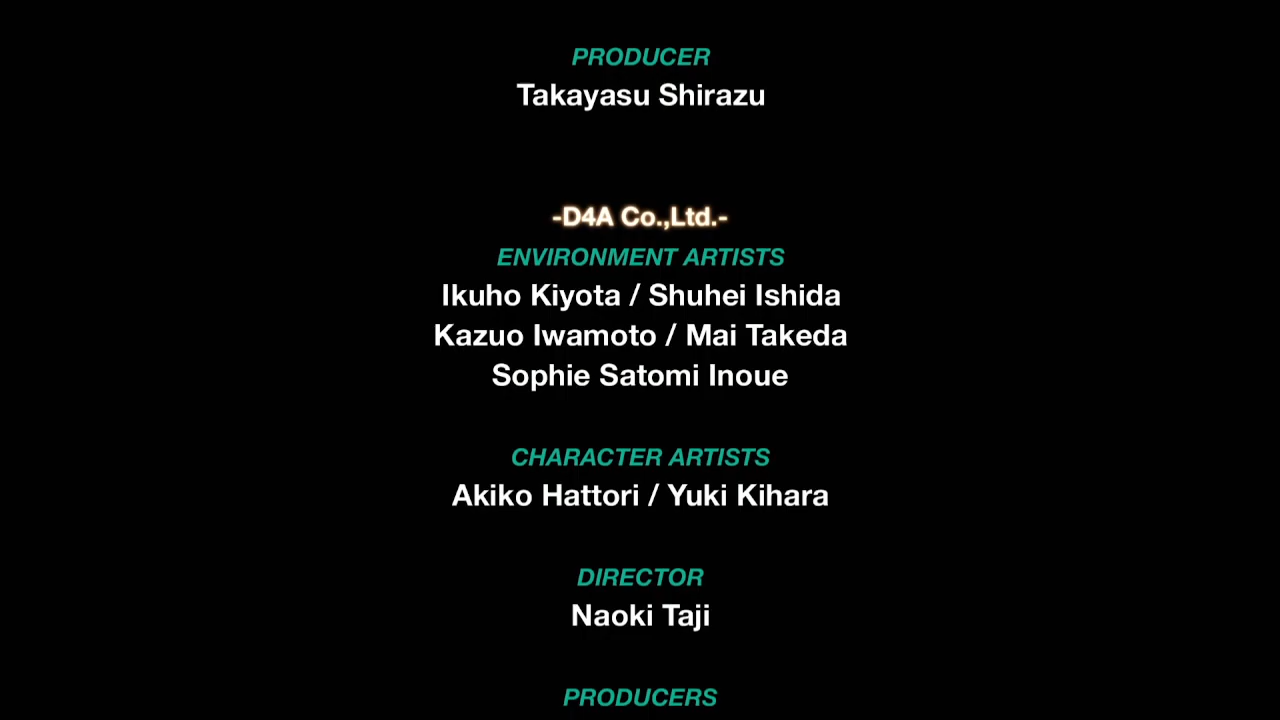 PRODUCER
Takayasu Shirazu
-D4A Co.,Ltd.-
ENVIRONMENT ARTISTS
Ikuho Kiyota / Shuhei Ishida
Kazuo Iwamoto / Mai Takeda
Sophie Satomi Inoue
CHARACTER ARTISTS
Akiko Hattori / Yuki Kihara
DIRECTOR
Naoki Taji
PRODUCERS